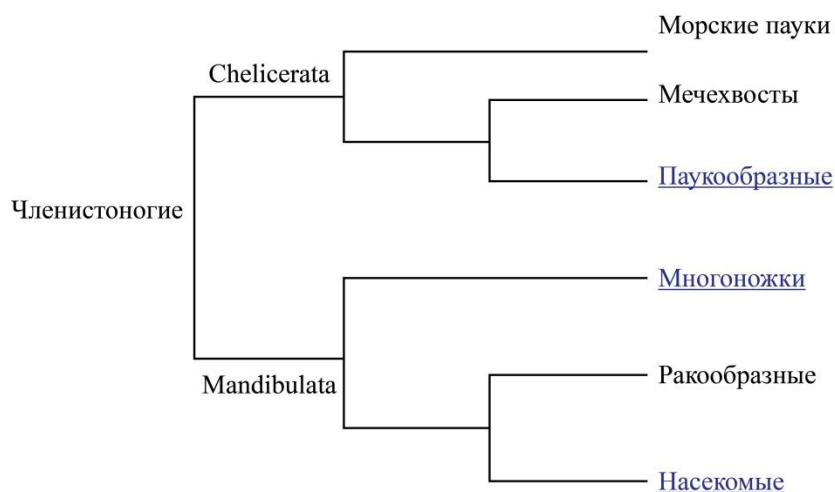 Морские пауки
Chelicerata
Мечехвосты
Паукообразные
Членистоногие
Многоножки
Mandibulata
Ракообразные
Насекомые